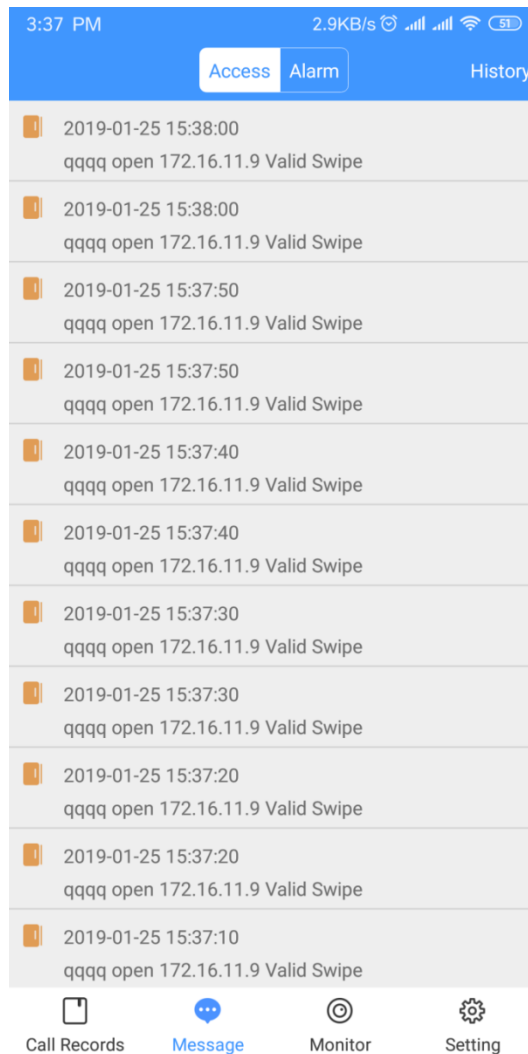 3:37 PM 2.9KB/s 51
Access Alarm History
2019-01-25 15:38:00
qqqq open 172.16.11.9 Valid Swipe
2019-01-25 15:38:00
qqqq open 172.16.11.9 Valid Swipe
2019-01-25 15:37:50
qqqq open 172.16.11.9 Valid Swipe
2019-01-25 15:37:50
qqqq open 172.16.11.9 Valid Swipe
2019-01-25 15:37:40
qqqq open 172.16.11.9 Valid Swipe
2019-01-25 15:37:40
qqqq open 172.16.11.9 Valid Swipe
2019-01-25 15:37:30
qqqq open 172.16.11.9 Valid Swipe
2019-01-25 15:37:30
qqqq open 172.16.11.9 Valid Swipe
2019-01-25 15:37:20
qqqq open 172.16.11.9 Valid Swipe
2019-01-25 15:37:20
qqqq open 172.16.11.9 Valid Swipe
2019-01-25 15:37:10
qqqq open 172.16.11.9 Valid Swipe
Call Records Message Monitor Setting